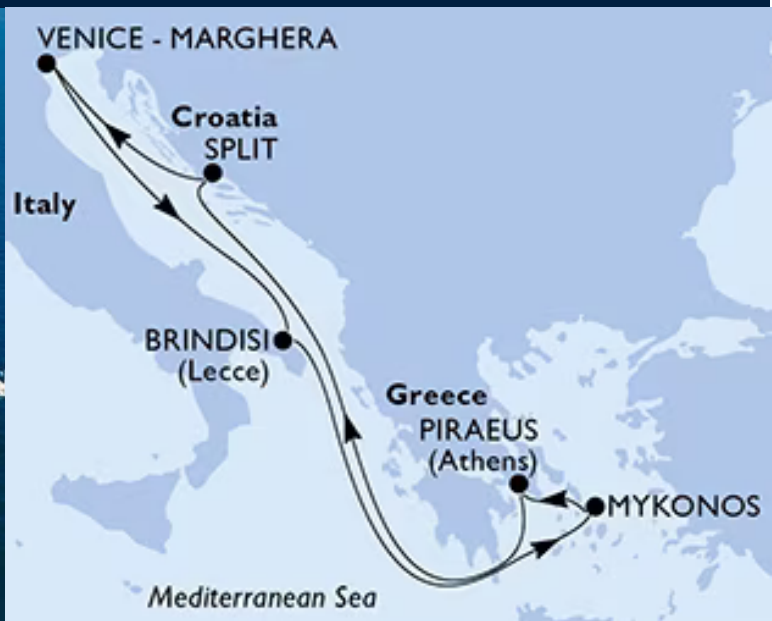 VENICE - MARGHERA
Croatia
SPLIT
Italy
BRINDISI
(Lecce)
Greece
PIRAEUS
(Athens)
MYKONOS
Mediterranean Sea